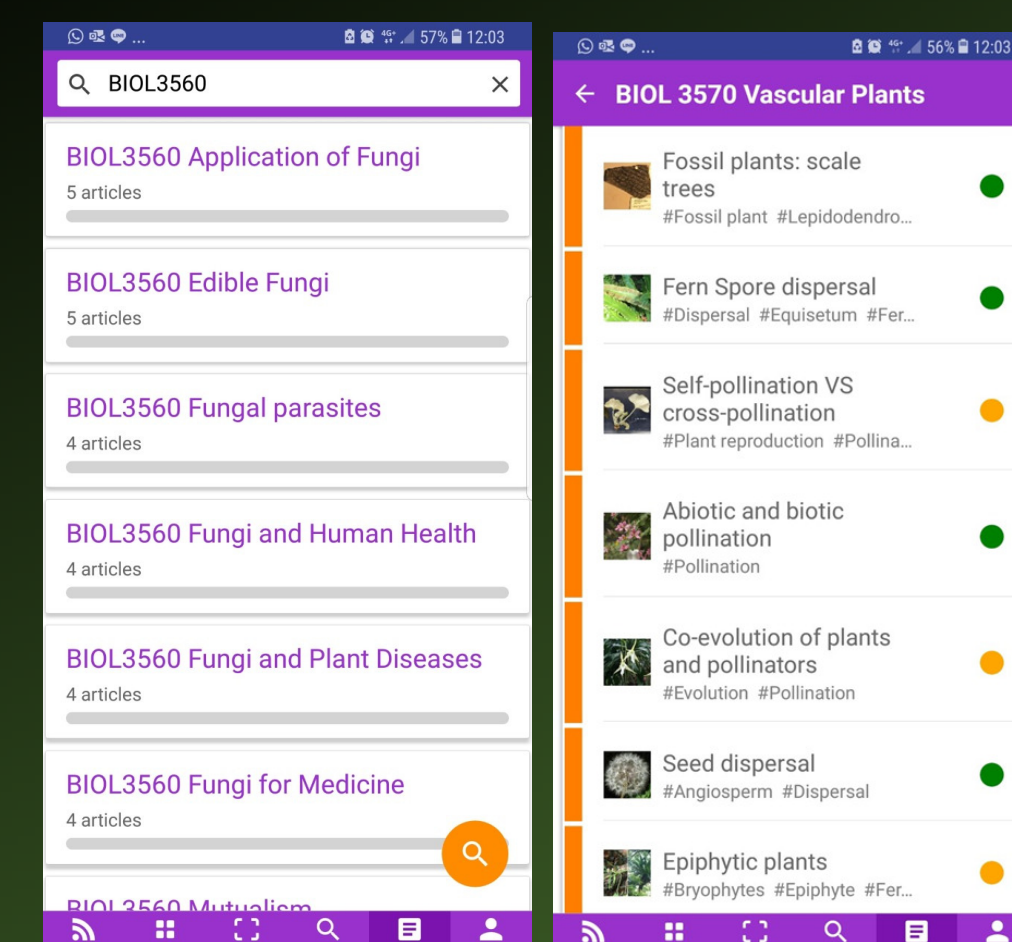 ... 4G+ 57% 12:03
BIOL3560
BIOL3560 Application of Fungi
5 articles
BIOL3560 Edible Fungi
5 articles
BIOL3560 Fungal parasites
4 articles
BIOL3560 Fungi and Human Health
4 articles
BIOL3560 Fungi and Plant Diseases
4 articles
BIOL3560 Fungi for Medicine
4 articles
BIOL3560 Mutualism
... 4G+ 56% 12:03
BIOL 3570 Vascular Plants
Fossil plants: scale
trees
#Fossil plant #Lepidodendro...
Fern Spore dispersal
#Dispersal #Equisetum #Fer...
Self-pollination VS
cross-pollination
#Plant reproduction #Pollina...
Abiotic and biotic
pollination
#Pollination
Co-evolution of plants
and pollinators
#Evolution #Pollination
Seed dispersal
#Angiosperm #Dispersal
Epiphytic plants
#Bryophytes #Epiphyte #Fer...